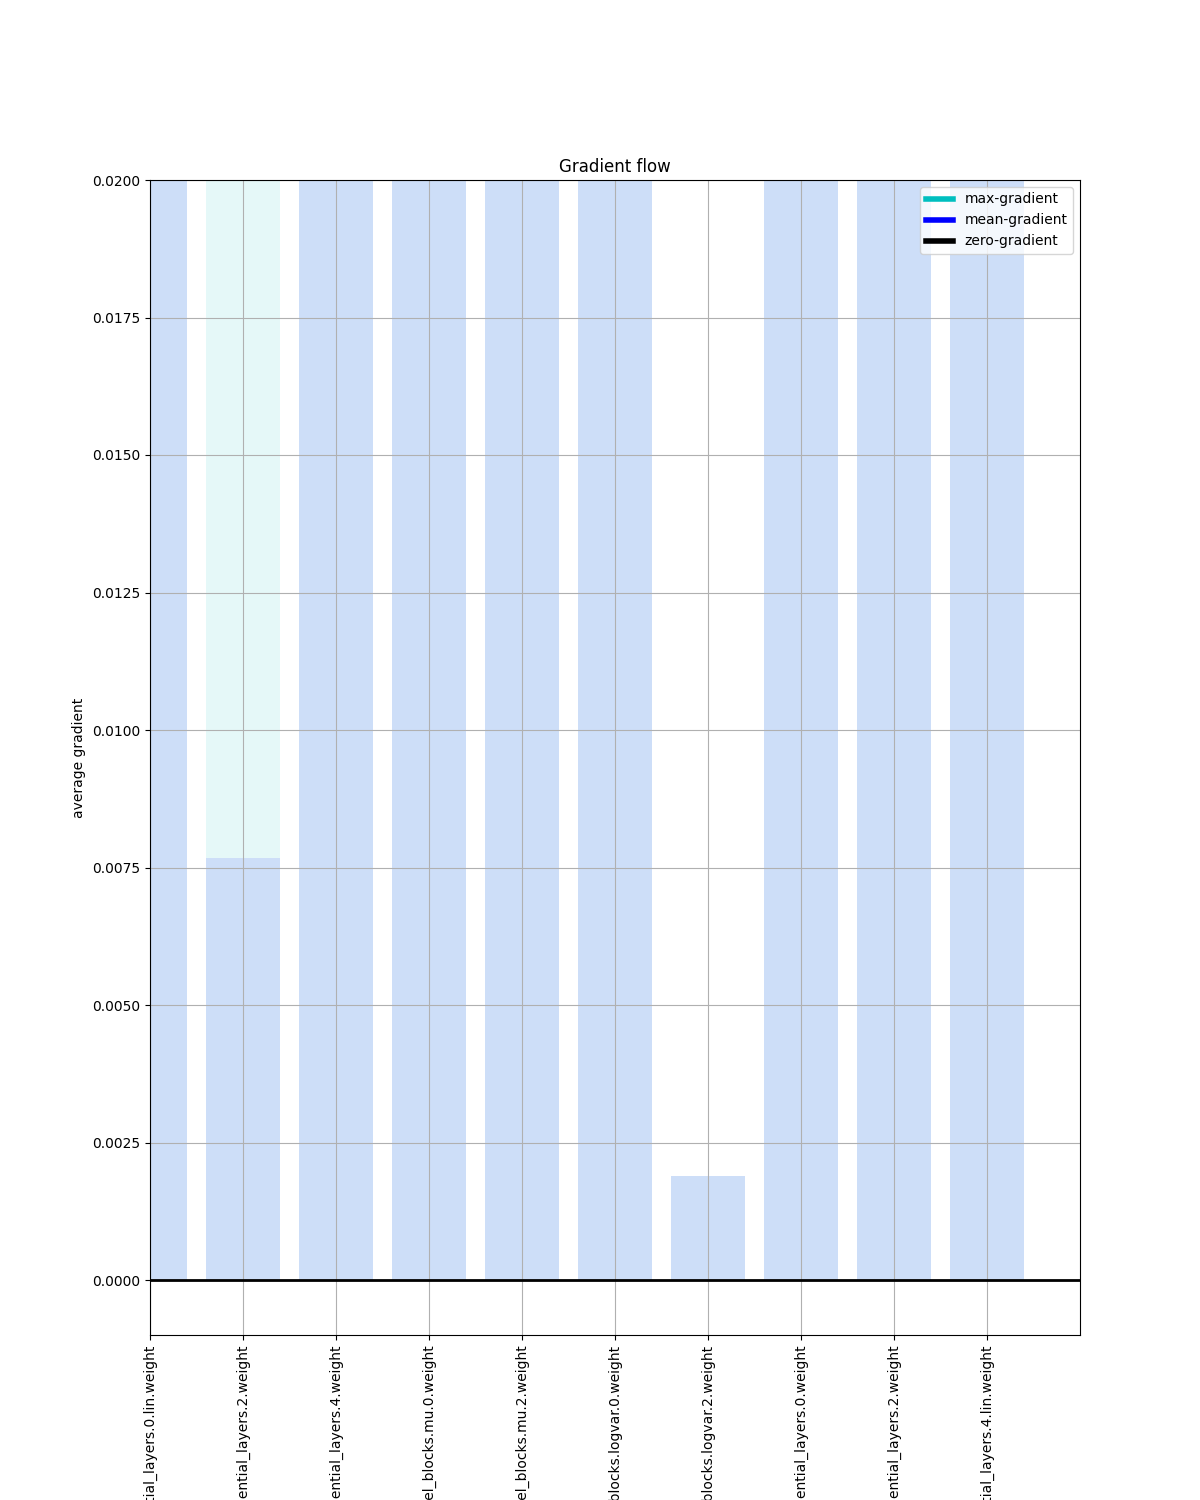 Gradient flow
max-gradient
mean-gradient
zero-gradient
average gradient
0.0200
0.0175
0.0150
0.0125
0.0100
0.0075
0.0050
0.0025
0.0000
tial_layers.0.lin.weight
ential_layers.2.weight
ential_layers.4.weight
el_blocks.mu.0.weight
el_blocks.mu.2.weight
blocks.logvar.0.weight
blocks.logvar.2.weight
ential_layers.0.weight
ential_layers.2.weight
tial_layers.4.lin.weight